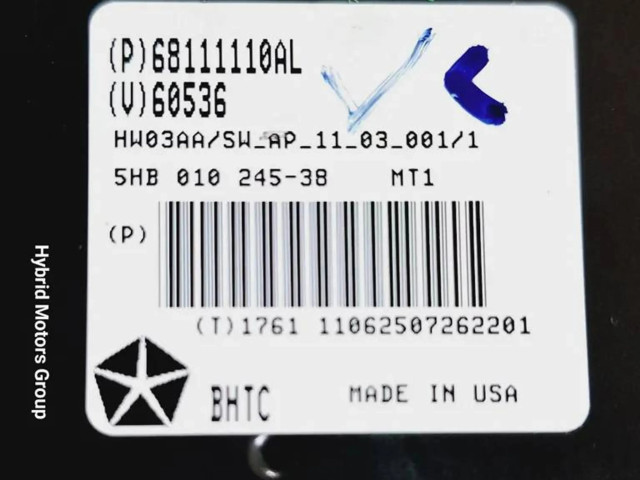 (P)68111110AL
(V)60536
HW03AA/SW_AP_11_03_001/1
5HB 010 245-38 MT1
(P)
(T)1761 11062507262201
BHTC MADE IN USA
Hybrid Motors Group